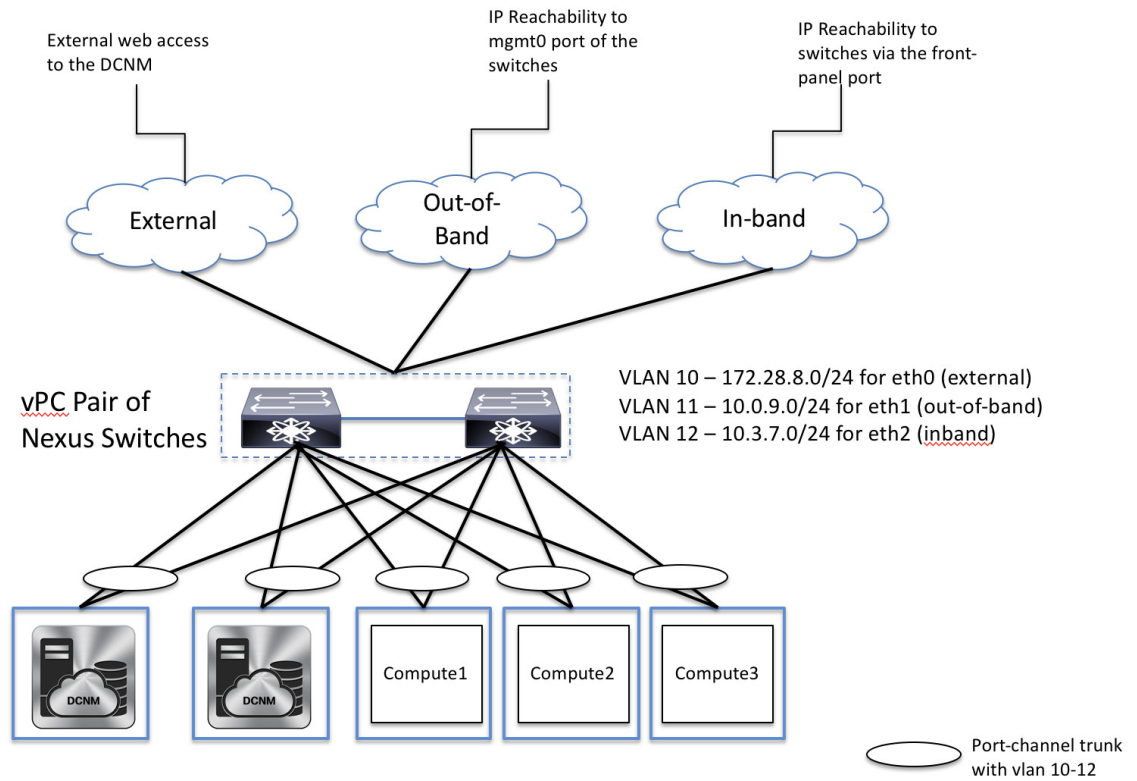 External web access
to the DCNM
IP Reachability to
mgmt0 port of the
switches
IP Reachability to
switches via the front-
panel port
External
Out-of-
Band
In-band
vPC Pair of
Nexus Switches
VLAN 10 – 172.28.8.0/24 for eth0 (external)
VLAN 11 – 10.0.9.0/24 for eth1 (out-of-band)
VLAN 12 – 10.3.7.0/24 for eth2 (inband)
DCNM
DCNM
Compute1
Compute2
Compute3
Port-channel trunk
with vlan 10-12